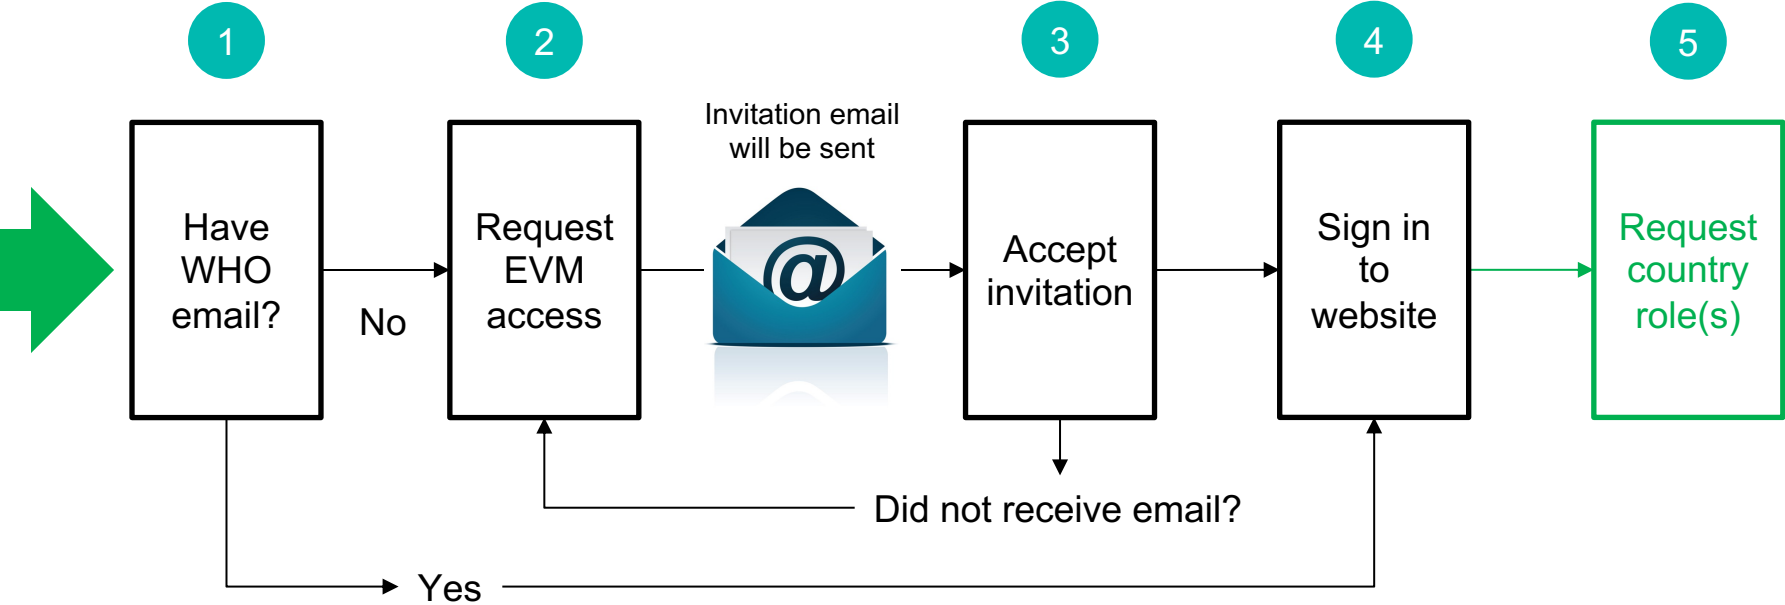 1
2
3
4
5
Invitation email
will be sent
Have
WHO
email?
No
Request
EVM
access
@
Accept
invitation
Sign in
to
website
Request
country
role(s)
Did not receive email?
Yes